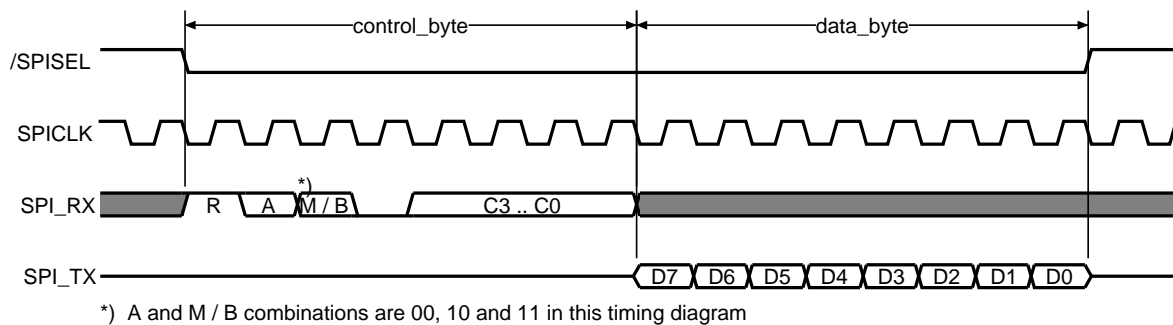 control_byte data_byte
/SPISEL
SPICLK
*)
SPI_RX R A M / B C3 .. C0
SPI_TX D7 D6 D5 D4 D3 D2 D1 D0
*) A and M / B combinations are 00, 10 and 11 in this timing diagram